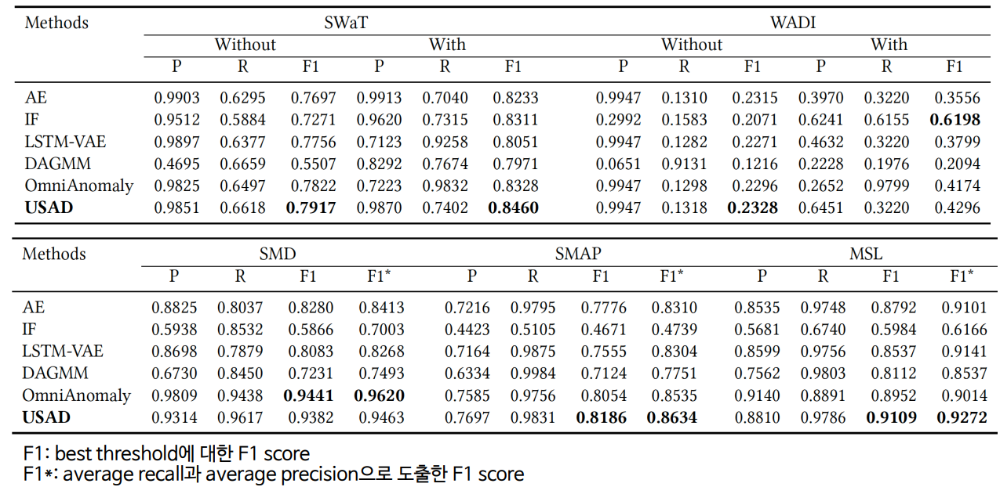 Methods SWaT WADI
Without With Without With
P R F1 P R F1 P R F1 P R F1
AE 0.9903 0.6295 0.7697 0.9913 0.7040 0.8233 0.9947 0.1310 0.2315 0.3970 0.3220 0.3556
IF 0.9512 0.5884 0.7271 0.9620 0.7315 0.8311 0.2992 0.1583 0.2071 0.6241 0.6155 0.6198
LSTM-VAE 0.9897 0.6377 0.7756 0.7123 0.9258 0.8051 0.9947 0.1282 0.2271 0.4632 0.3220 0.3799
DAGMM 0.4695 0.6659 0.5507 0.8292 0.7674 0.7971 0.0651 0.9131 0.1216 0.2228 0.1976 0.2094
OmniAnomaly 0.9825 0.6497 0.7822 0.7223 0.9832 0.8328 0.9947 0.1298 0.2296 0.2652 0.9799 0.4174
USAD 0.9851 0.6618 0.7917 0.9870 0.7402 0.8460 0.9947 0.1318 0.2328 0.6451 0.3220 0.4296
Methods SMD SMAP MSL
P R F1 F1* P R F1 F1* P R F1 F1*
AE 0.8825 0.8037 0.8280 0.8413 0.7216 0.9795 0.7776 0.8310 0.8535 0.9748 0.8792 0.9101
IF 0.5938 0.8532 0.5866 0.7003 0.4423 0.5105 0.4671 0.4739 0.5681 0.6740 0.5984 0.6166
LSTM-VAE 0.8698 0.7879 0.8083 0.8268 0.7164 0.9875 0.7555 0.8304 0.8599 0.9756 0.8537 0.9141
DAGMM 0.6730 0.8450 0.7231 0.7493 0.6334 0.9984 0.7124 0.7751 0.7562 0.9803 0.8112 0.8537
OmniAnomaly 0.9809 0.9438 0.9441 0.9620 0.7585 0.9756 0.8054 0.8535 0.9140 0.8891 0.8952 0.9014
USAD 0.9314 0.9617 0.9382 0.9463 0.7697 0.9831 0.8186 0.8634 0.8810 0.9786 0.9109 0.9272
F1: best threshold에 대한 F1 score
F1*: average recall과 average precision으로 도출한 F1 score